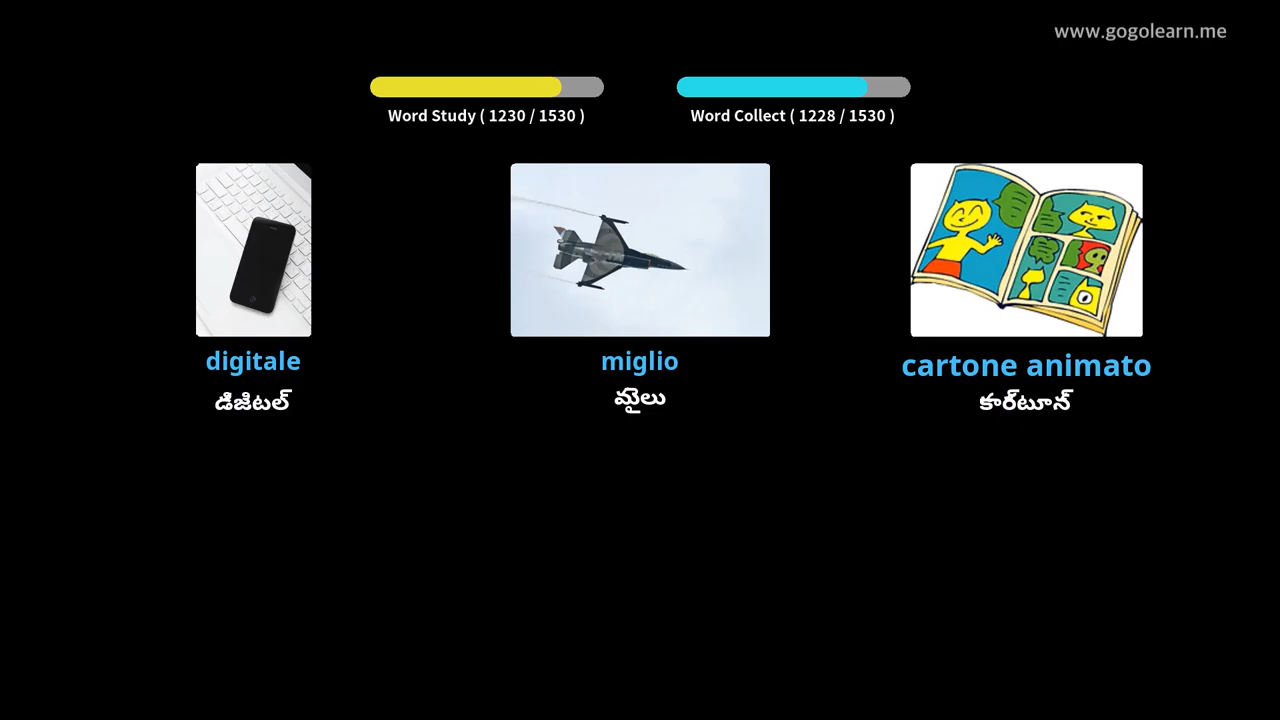 www.gogolearn.me
Word Study ( 1230 / 1530 )
Word Collect ( 1228 / 1530 )
digitale
miglio
cartone animato
డిజిటల్
మైలు
కార్టూన్